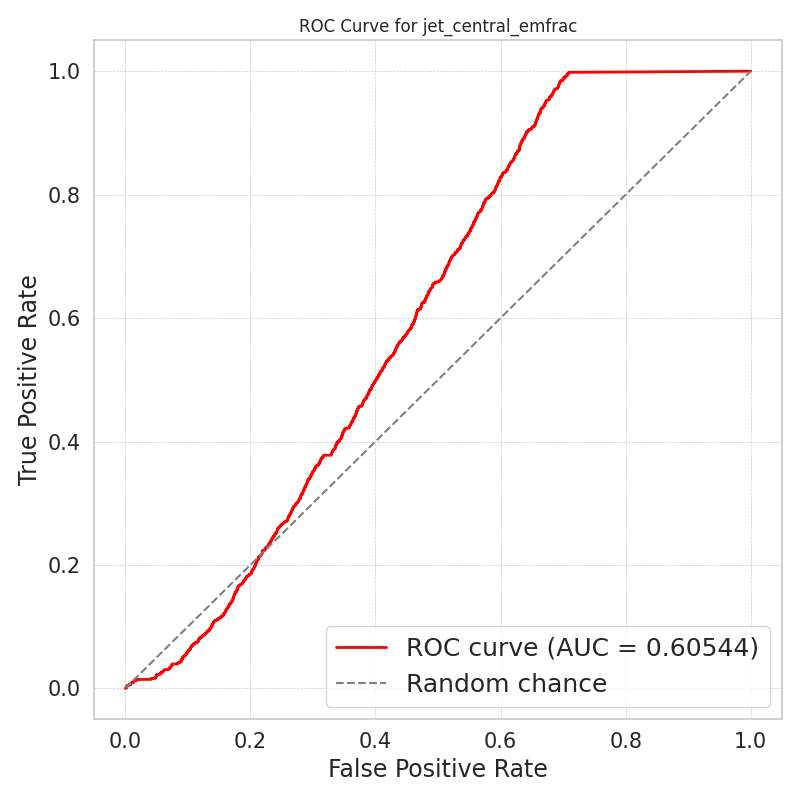 ROC Curve for jet_central_emfrac
1.0
0.8
0.6
0.4
0.2
0.0
True Positive Rate
ROC curve (AUC = 0.60544)
Random chance
0.0 0.2 0.4 0.6 0.8 1.0
False Positive Rate